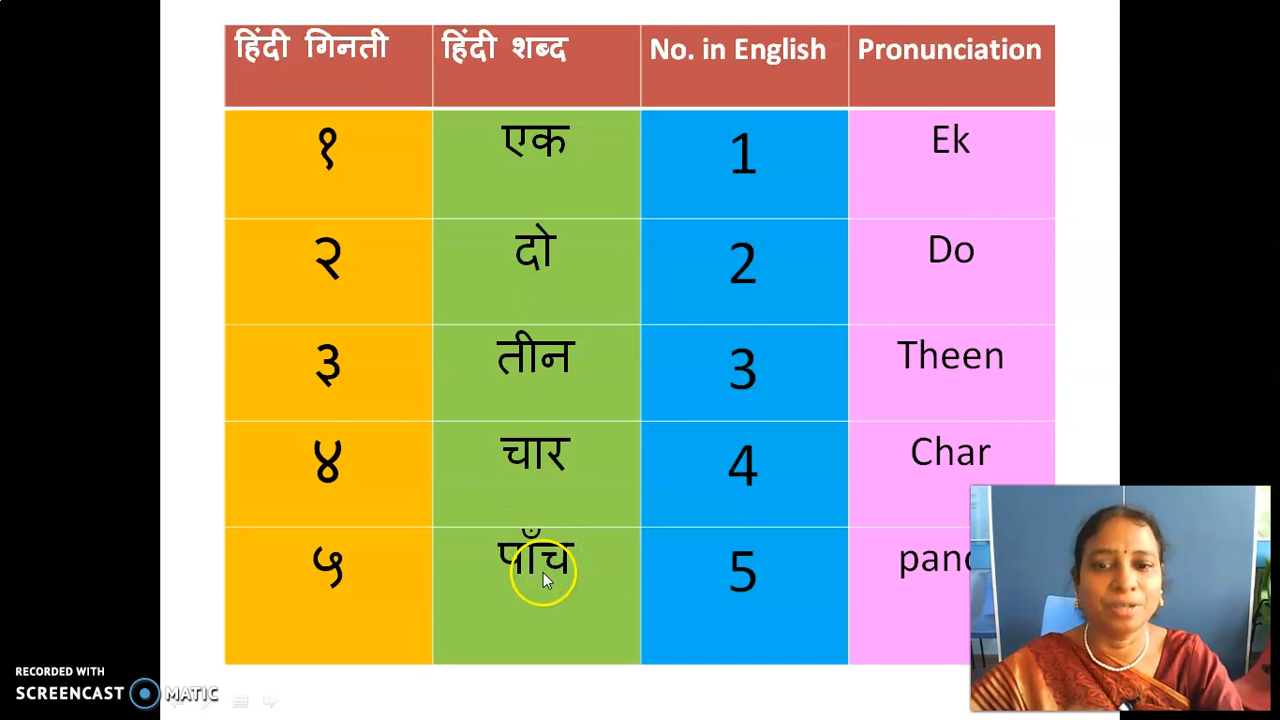 हिंदी गिनती हिंदी शब्द No. in English Pronunciation
१ एक 1 Ek
२ दो 2 Do
३ तीन 3 Theen
४ चार 4 Char
५ पाँच 5
RECORDED WITH
SCREENCAST MATIC